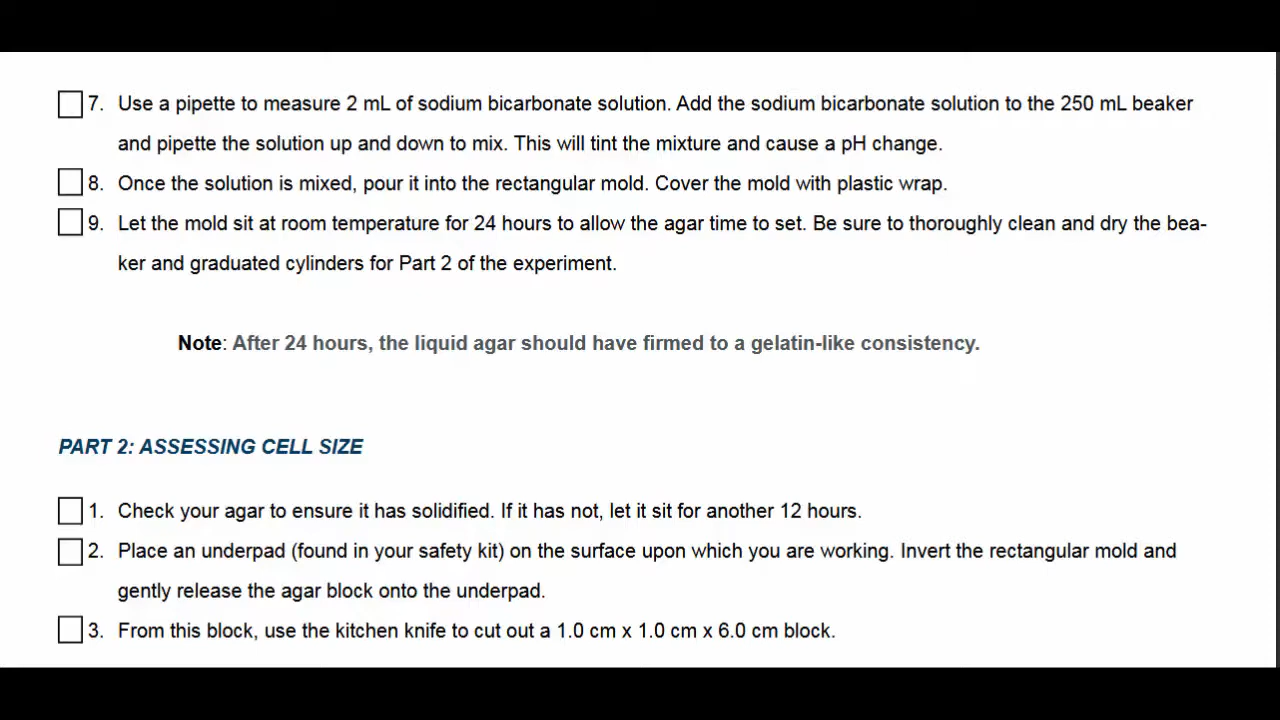 7. Use a pipette to measure 2 mL of sodium bicarbonate solution. Add the sodium bicarbonate solution to the 250 mL beaker
and pipette the solution up and down to mix. This will tint the mixture and cause a pH change.
8. Once the solution is mixed, pour it into the rectangular mold. Cover the mold with plastic wrap.
9. Let the mold sit at room temperature for 24 hours to allow the agar time to set. Be sure to thoroughly clean and dry the bea-
ker and graduated cylinders for Part 2 of the experiment.
Note: After 24 hours, the liquid agar should have firmed to a gelatin-like consistency.
PART 2: ASSESSING CELL SIZE
1. Check your agar to ensure it has solidified. If it has not, let it sit for another 12 hours.
2. Place an underpad (found in your safety kit) on the surface upon which you are working. Invert the rectangular mold and
gently release the agar block onto the underpad.
3. From this block, use the kitchen knife to cut out a 1.0 cm x 1.0 cm x 6.0 cm block.